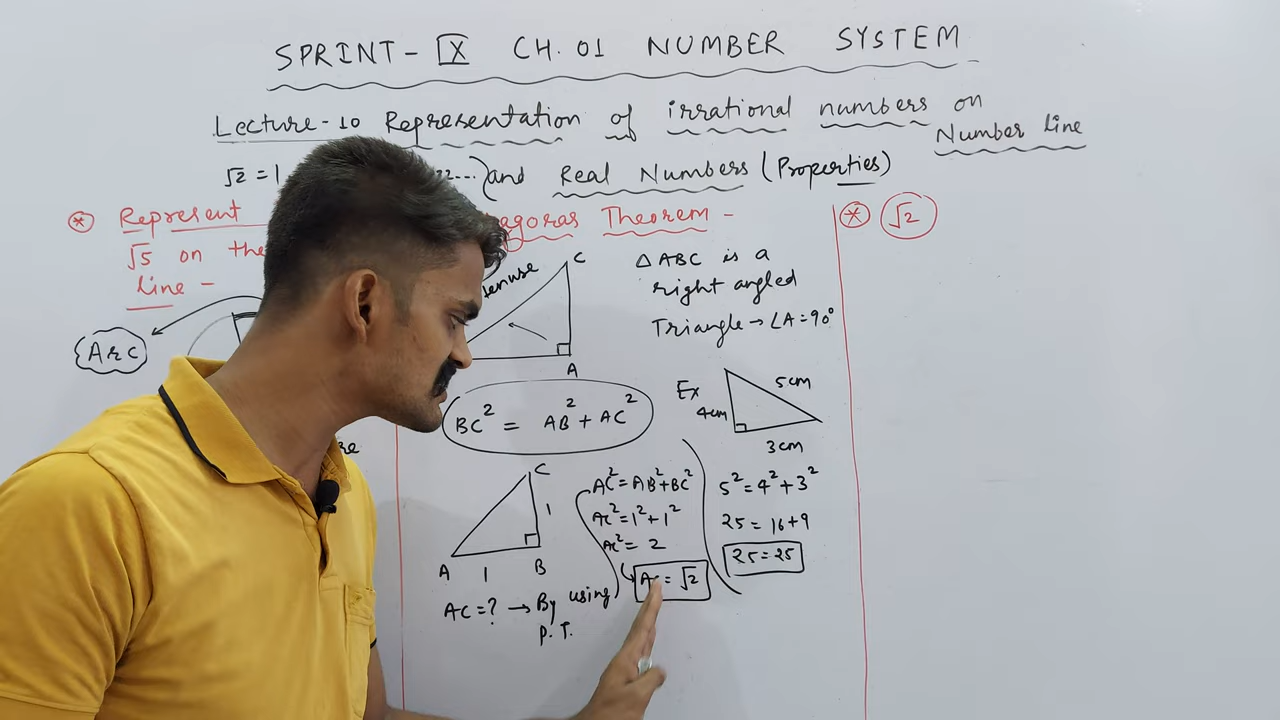 SPRINT - IX CH. 01 NUMBER SYSTEM
Lecture - 10 Representation of irrational numbers on
Number line
√2 = 1 22...) and Real Numbers (Properties)
* Represent
√5 on the
line -
Arc
agoras Theorem -
C
A
△ ABC is a
right angled
Triangle → ∠A = 90°
BC² = AB² + AC²
Ex
4cm
5cm
3cm
5² = 4² + 3²
25 = 16 + 9
25 = 25
C
1
A 1 B
AC = ? → By using
P. T.
AC² = AB² + BC²
AC² = 1² + 1²
AC² = 2
= √2
* √2